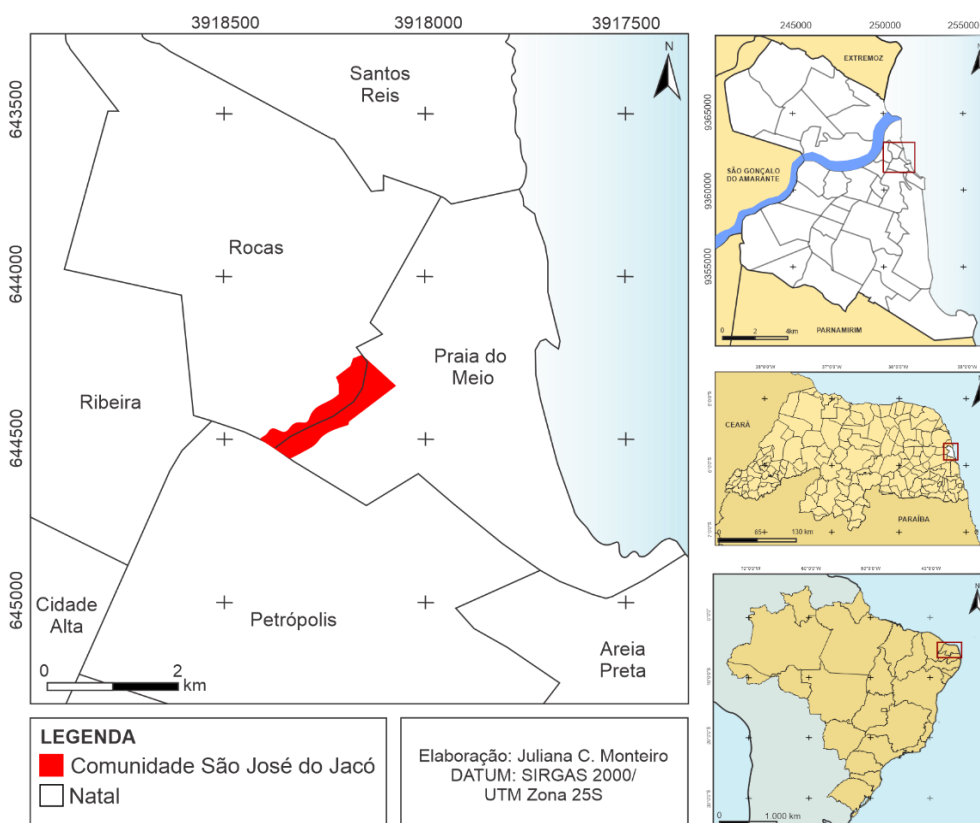 3918500
3918000
3917500
643500
644000
644500
645000
N
Santos
Reis
Rocas
Praia do
Meio
Ribeira
Cidade
Alta
Petrópolis
Areia
Preta
0
2
km
LEGENDA
Comunidade São José do Jacó
Natal
Elaboração: Juliana C. Monteiro
DATUM: SIRGAS 2000/
UTM Zona 25S
245000
250000
255000
9365000
9360000
9355000
EXTREMOZ
SÃO GONÇALO
DO AMARANTE
PARNAMIRIM
0
2
4km
CEARÁ
PARAÍBA
0
65
130 km
0
1.000 km